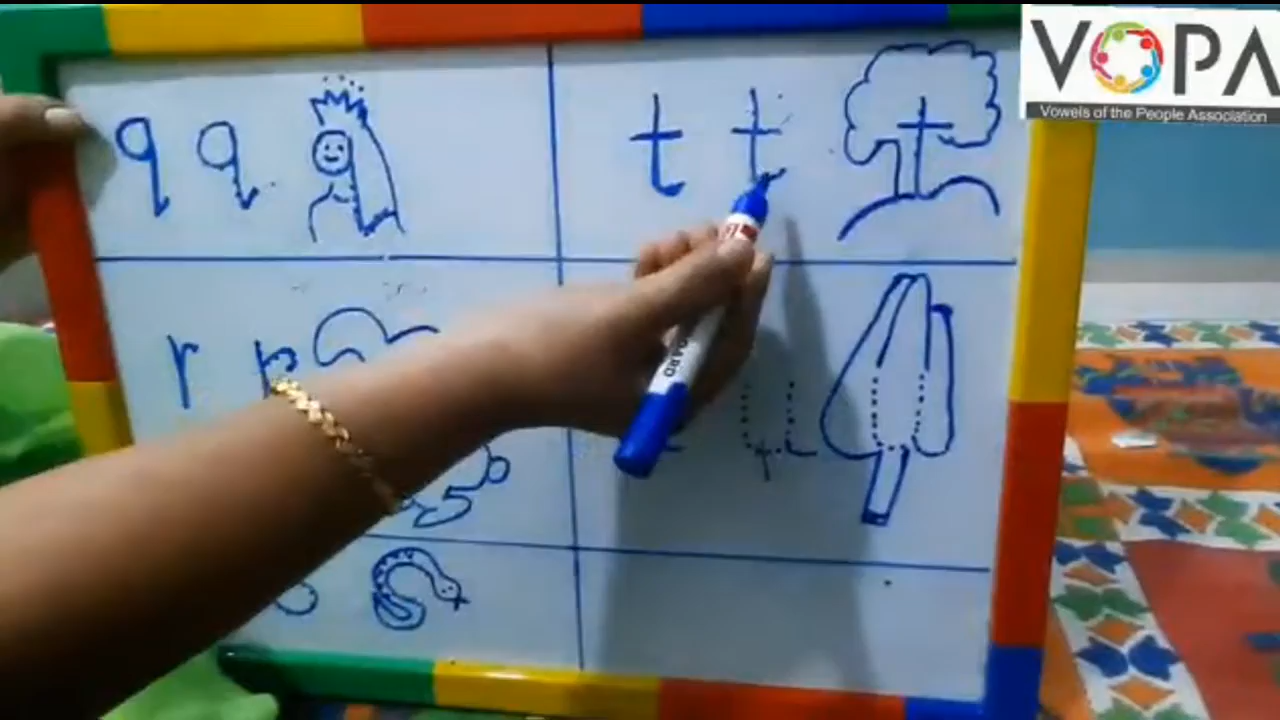 VOPA
Vowels of the People Association
q q
t t
r r
u